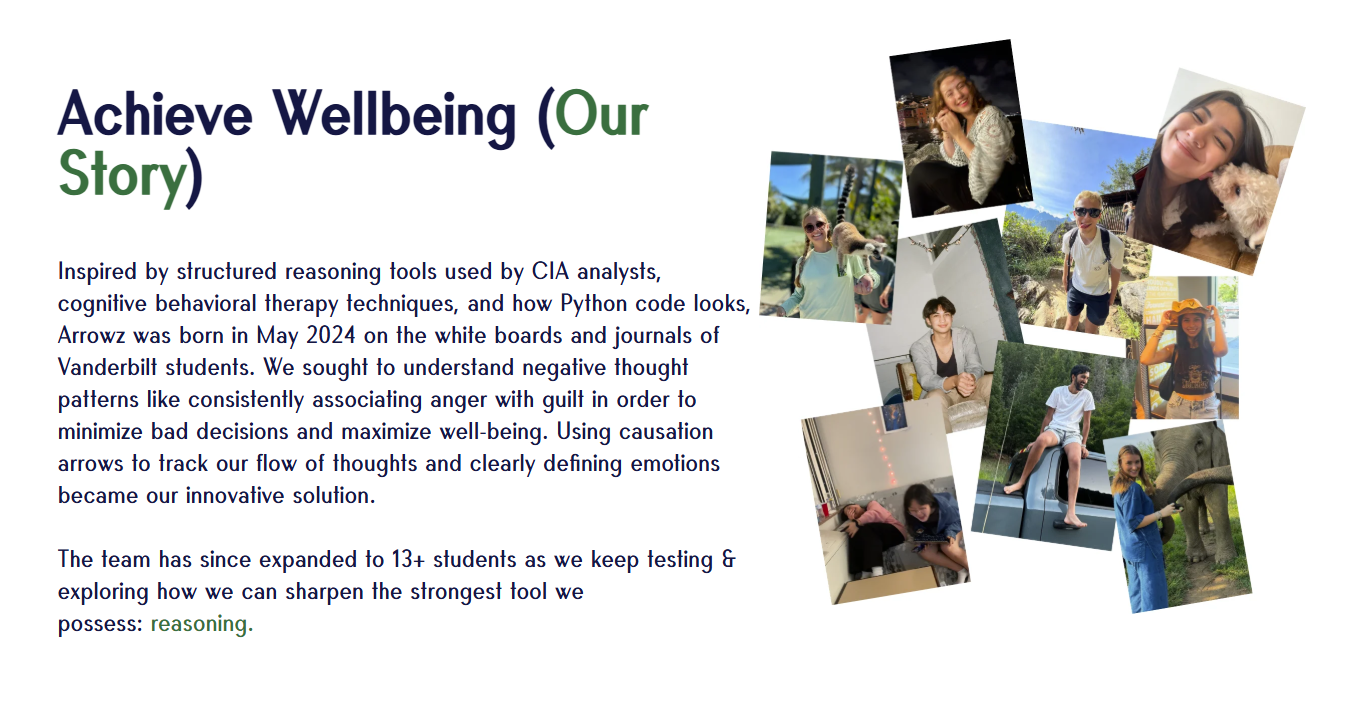 Achieve Wellbeing (Our
Story)
Inspired by structured reasoning tools used by CIA analysts,
cognitive behavioral therapy techniques, and how Python code looks,
Arrowz was born in May 2024 on the white boards and journals of
Vanderbilt students. We sought to understand negative thought
patterns like consistently associating anger with guilt in order to
minimize bad decisions and maximize well-being. Using causation
arrows to track our flow of thoughts and clearly defining emotions
became our innovative solution.
The team has since expanded to 13+ students as we keep testing &
exploring how we can sharpen the strongest tool we
possess: reasoning.